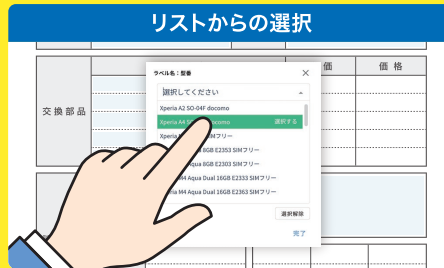 リストからの選択
価 価 格
ラベル名：型番 ×
選択してください
交 換 部 品
Xperia A2 SO-04F docomo
Xperia A4 docomo 選択する
Xperia Mフリー
8GB E2353 SIMフリー
Aqua 8GB E2303 SIMフリー
M4 Aqua Dual 16GB E2333 SIMフリー
M4 Aqua Dual 16GB E2363 SIMフリー
選択解除
完了